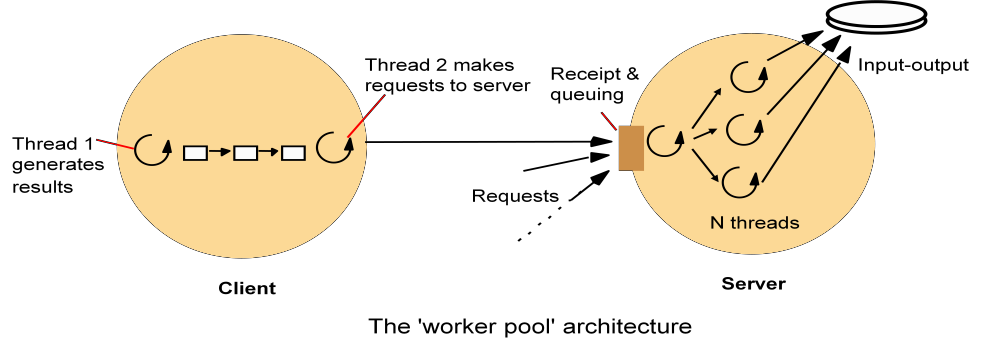 Thread 2 makes
requests to server
Receipt &
queuing
Input-output
Thread 1
generates
results
Requests
N threads
Client
Server
The 'worker pool' architecture